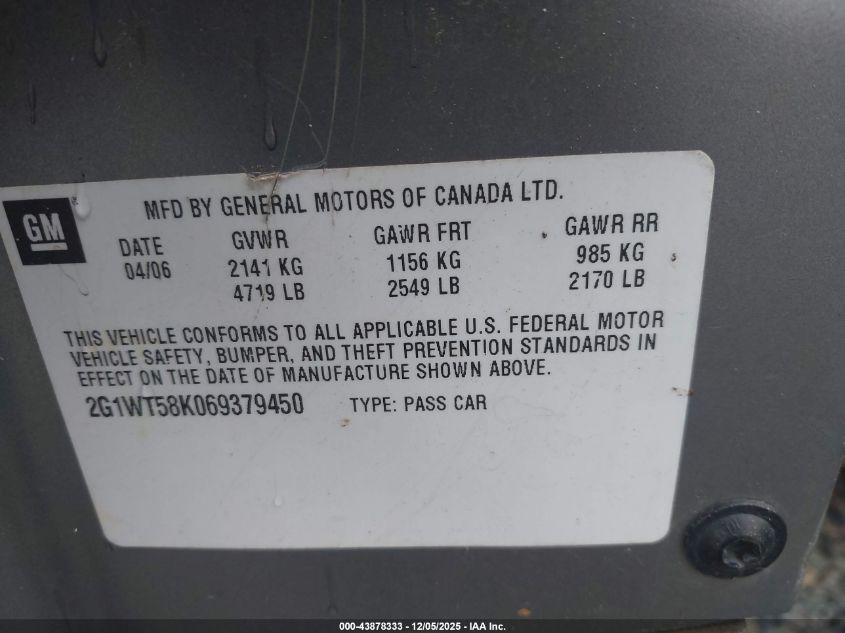 GM
MFD BY GENERAL MOTORS OF CANADA LTD.
DATE GVWR GAWR FRT GAWR RR
04/06 2141 KG 1156 KG 985 KG
4719 LB 2549 LB 2170 LB
THIS VEHICLE CONFORMS TO ALL APPLICABLE U.S. FEDERAL MOTOR
VEHICLE SAFETY, BUMPER, AND THEFT PREVENTION STANDARDS IN
EFFECT ON THE DATE OF MANUFACTURE SHOWN ABOVE.
2G1WT58K069379450 TYPE: PASS CAR
000-43878333 - 12/05/2025 - IAA Inc.